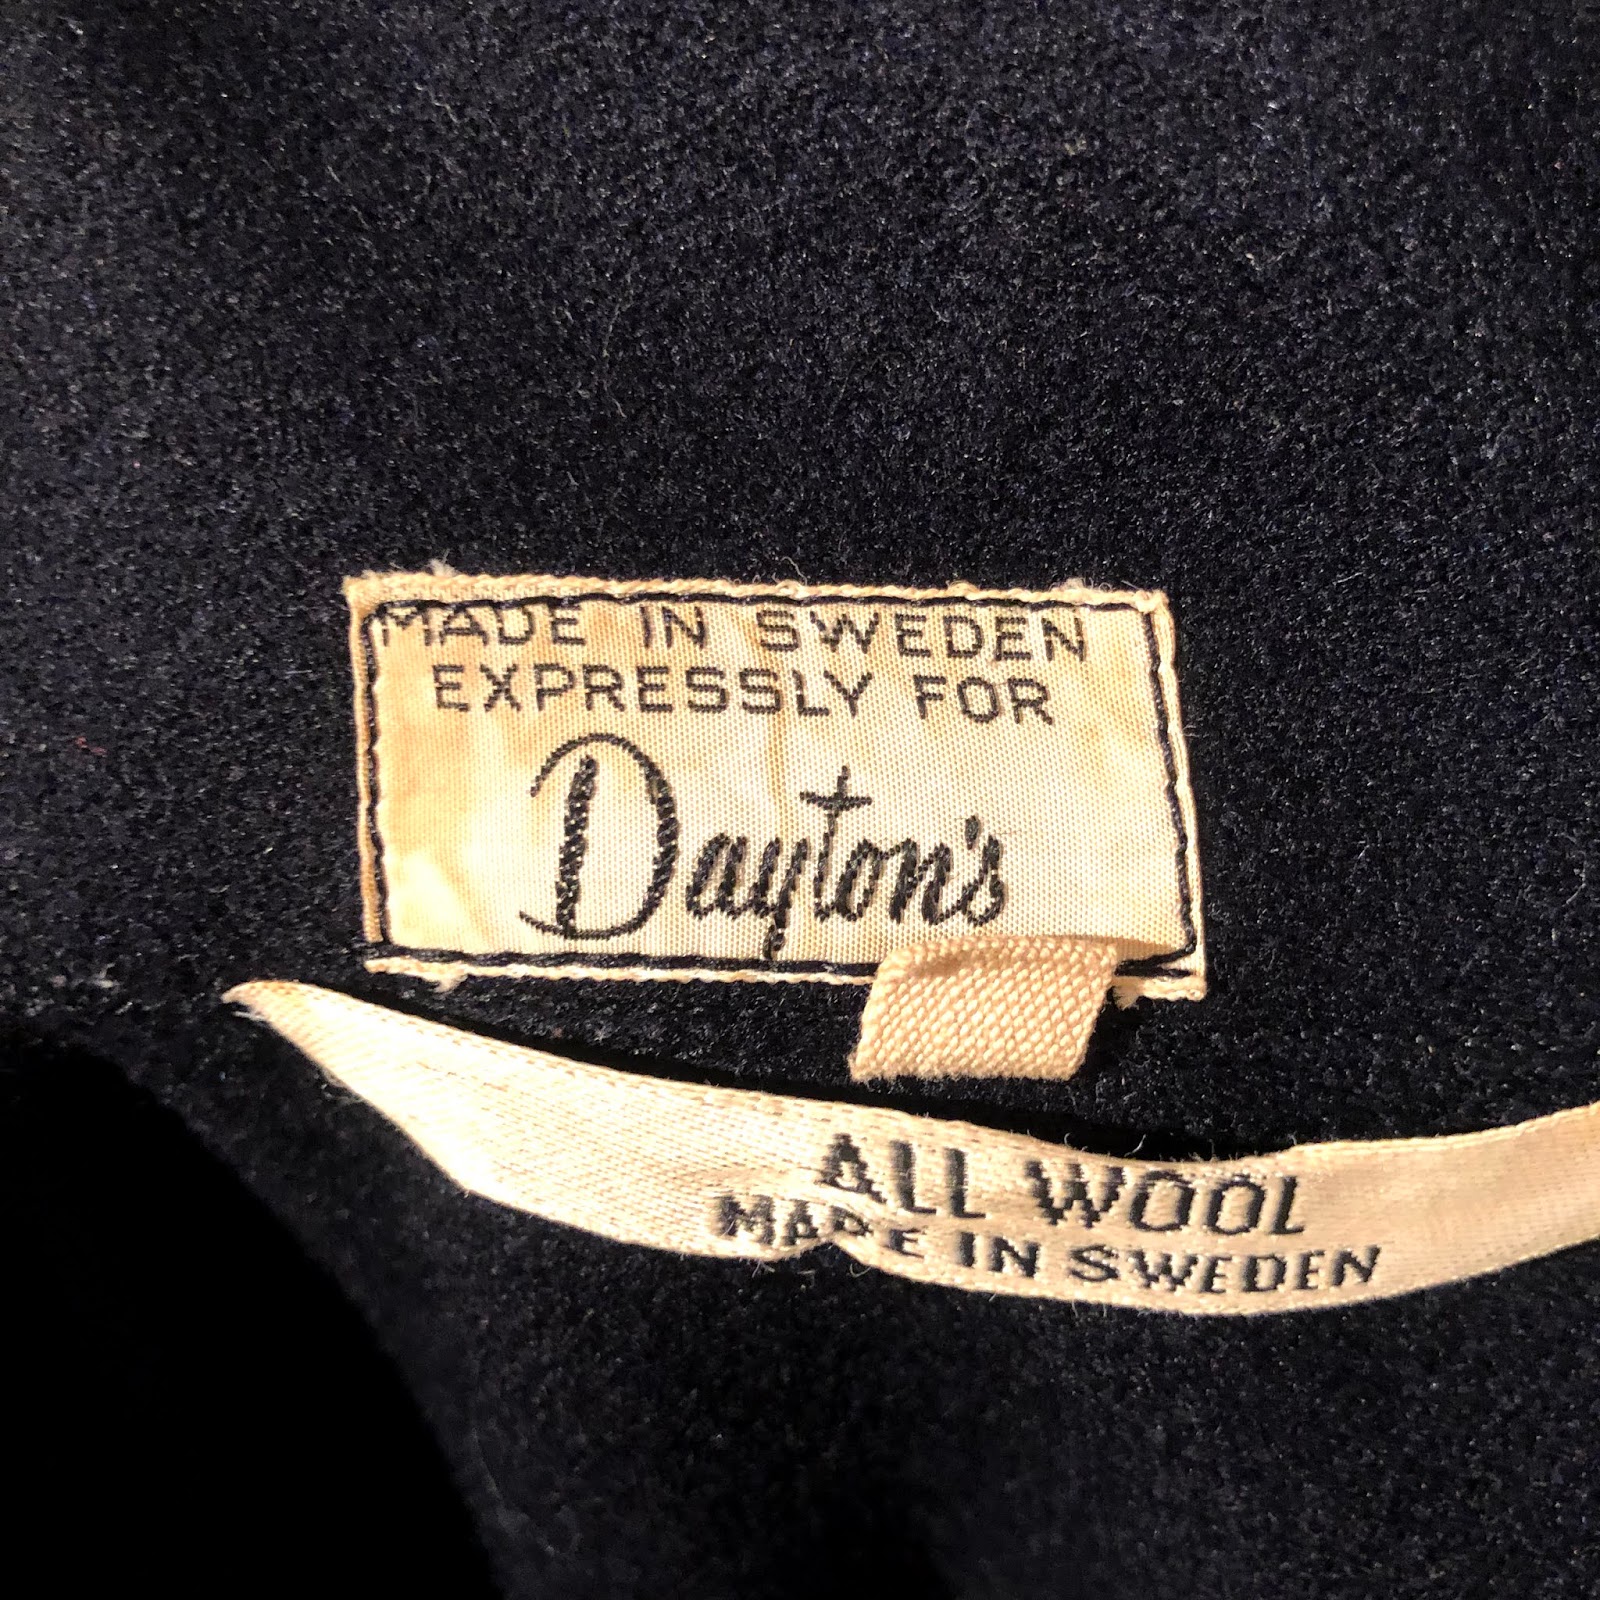 MADE IN SWEDEN
EXPRESSLY FOR
Dayton's
ALL WOOL
MADE IN SWEDEN